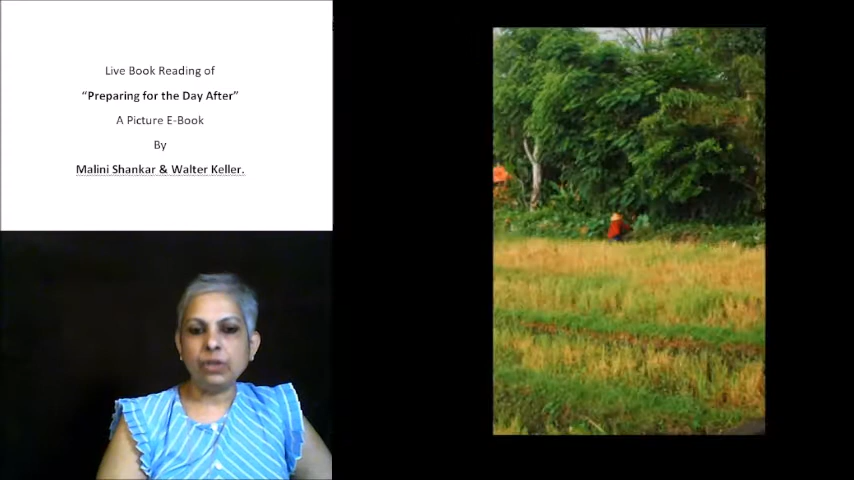 Live Book Reading of
“Preparing for the Day After”
A Picture E-Book
By
Malini Shankar & Walter Keller.